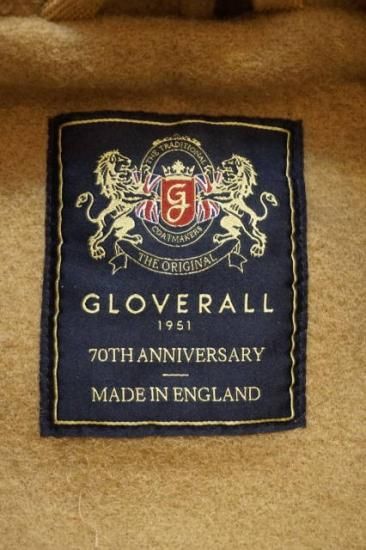 THE TRADITIONAL
G
COATMAKERS
THE ORIGINAL
GLOVERALL
1951
70TH ANNIVERSARY
MADE IN ENGLAND